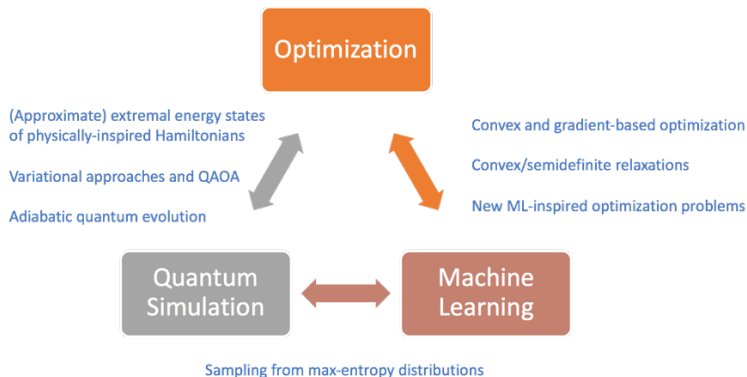 Optimization
(Approximate) extremal energy states
of physically-inspired Hamiltonians
Variational approaches and QAOA
Adiabatic quantum evolution
Convex and gradient-based optimization
Convex/semidefinite relaxations
New ML-inspired optimization problems
Quantum
Simulation
Machine
Learning
Sampling from max-entropy distributions